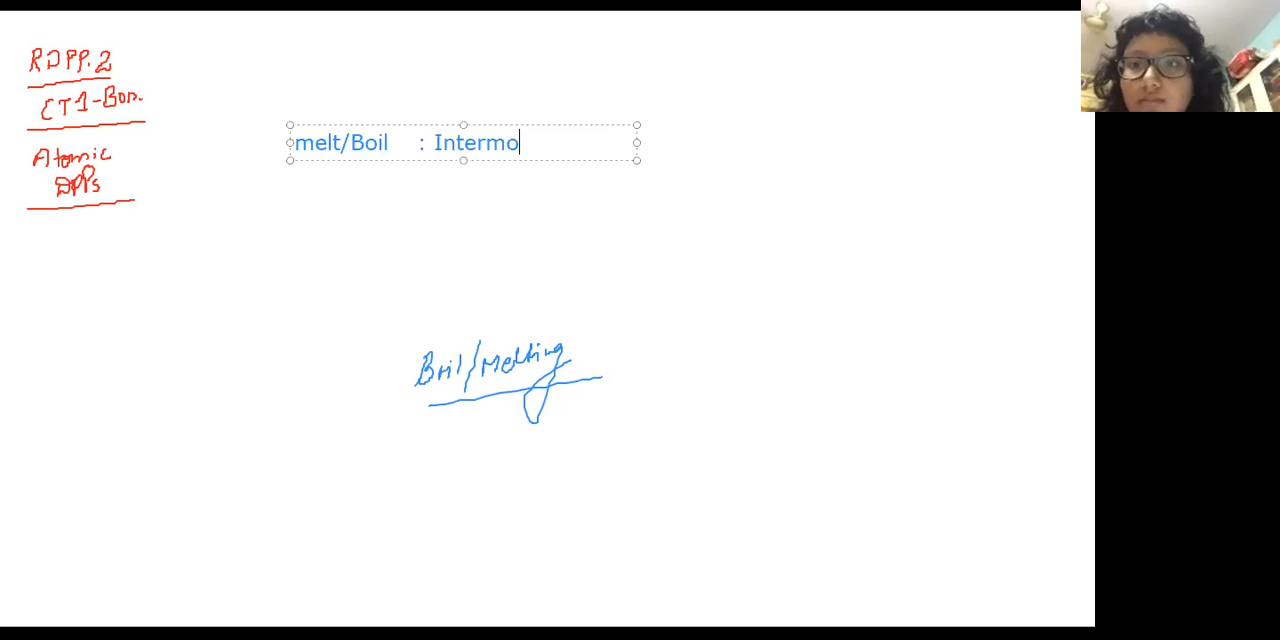 RDPP.2
CT1-Bon.
Atomic
DPPs
melt/Boil : Intermo
Boil/Melting